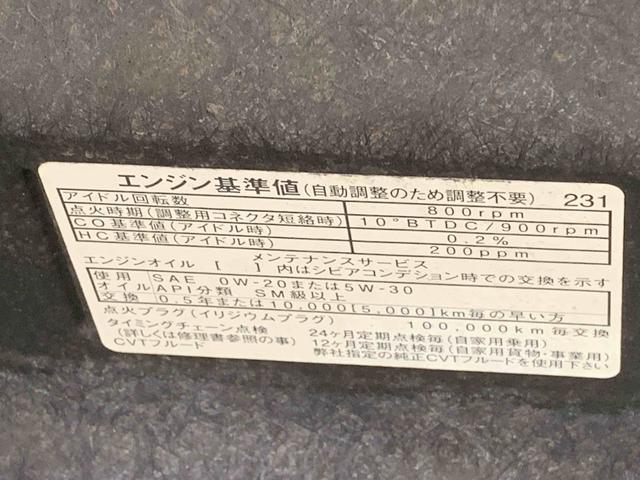 エンジン基準値(自動調整のため調整不要) 231
アイドル回転数 800rpm
点火時期(調整用コネクタ短絡時) 10°BTDC/900rpm
CO基準値(アイドル時) 0.2%
HC基準値(アイドル時) 200ppm
メンテナンスサービス
エンジンオイル [ ]内はシビアコンデション時での交換を示す
使用 SAE 0W-20または5W-30
オイル API分類 SM級以上
交換 0.5年または10,000[5,000]km毎の早い方
点火プラグ(イリジウムプラグ) 100,000km毎交換
タイミングチェーン点検 24ヶ月定期点検毎(自家用乗用)
(詳しくは修理書参照の事) 12ヶ月定期点検毎(自家用貨物・事業用)
CVTフルード 弊社指定の純正CVTフルードを使用下さい